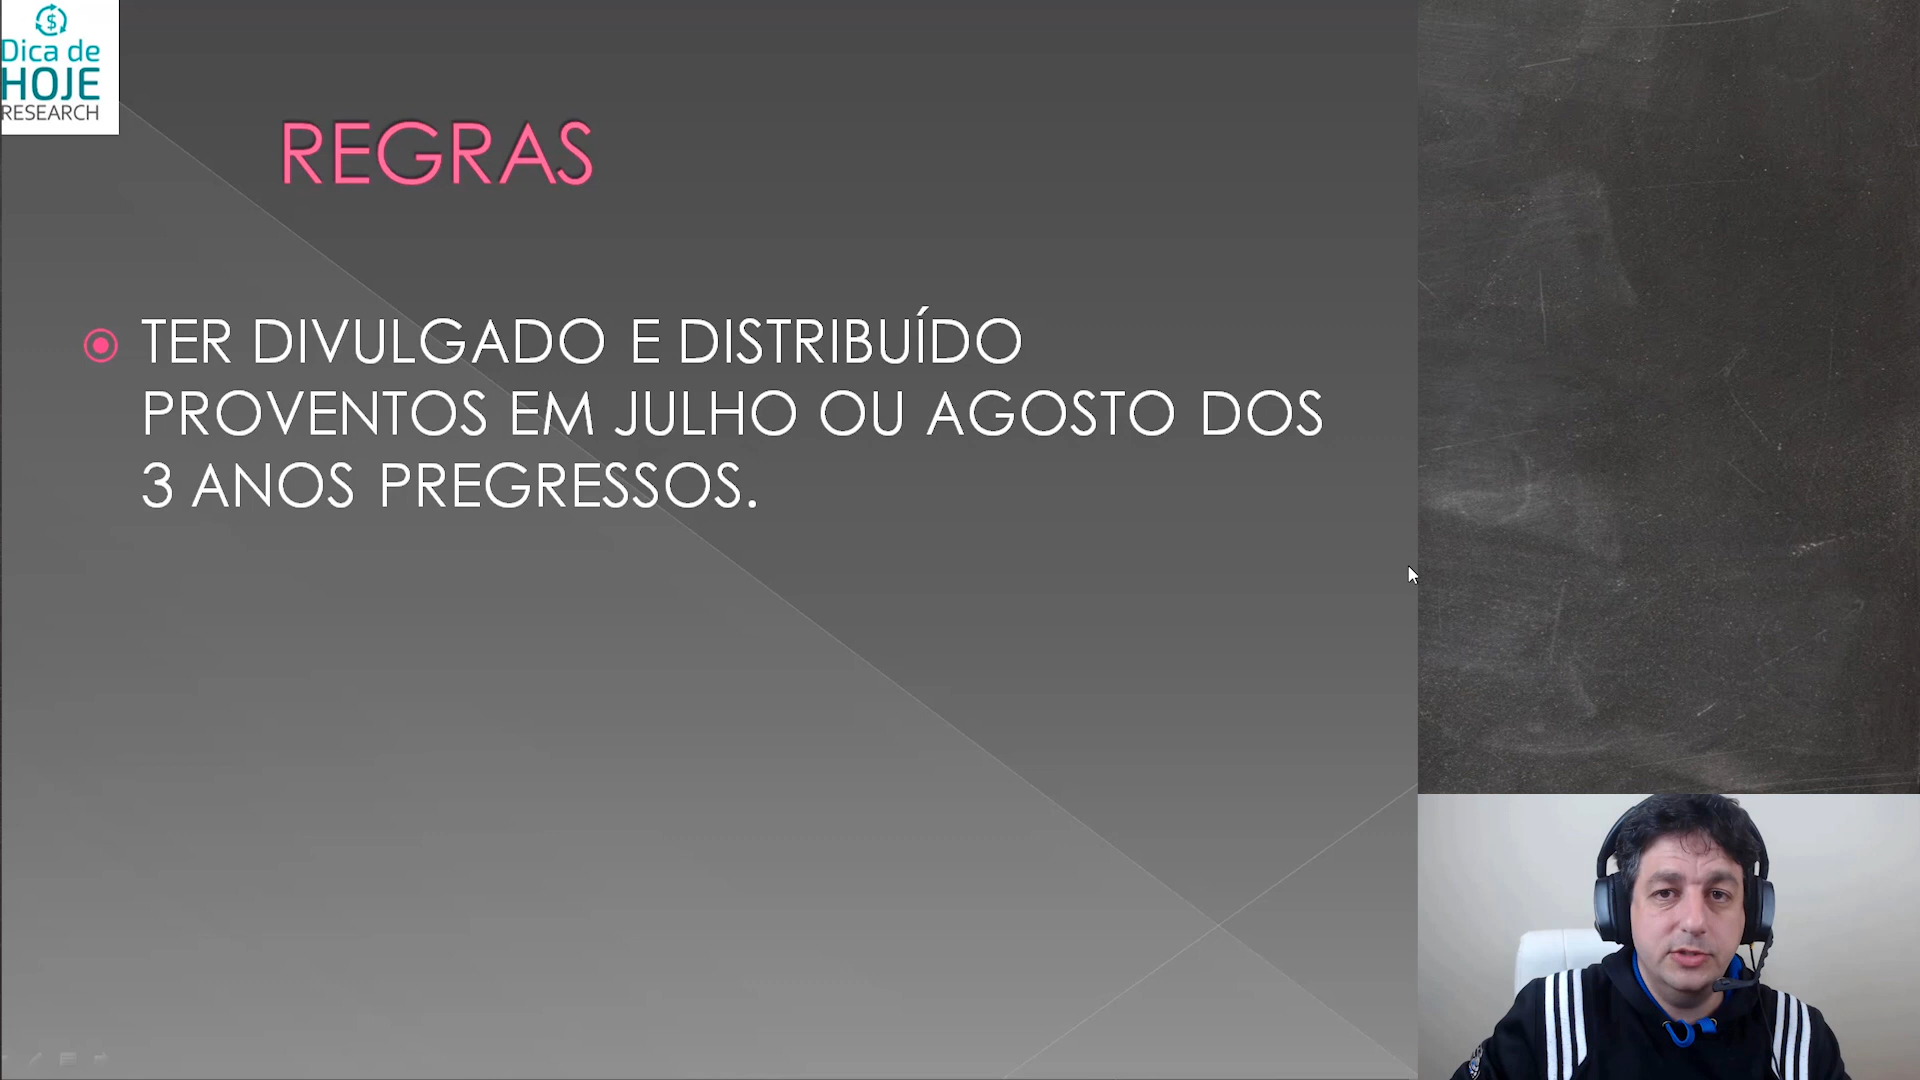 Dica de
HOJE
RESEARCH
REGRAS
TER DIVULGADO E DISTRIBUÍDO
PROVENTOS EM JULHO OU AGOSTO DOS
3 ANOS PREGRESSOS.